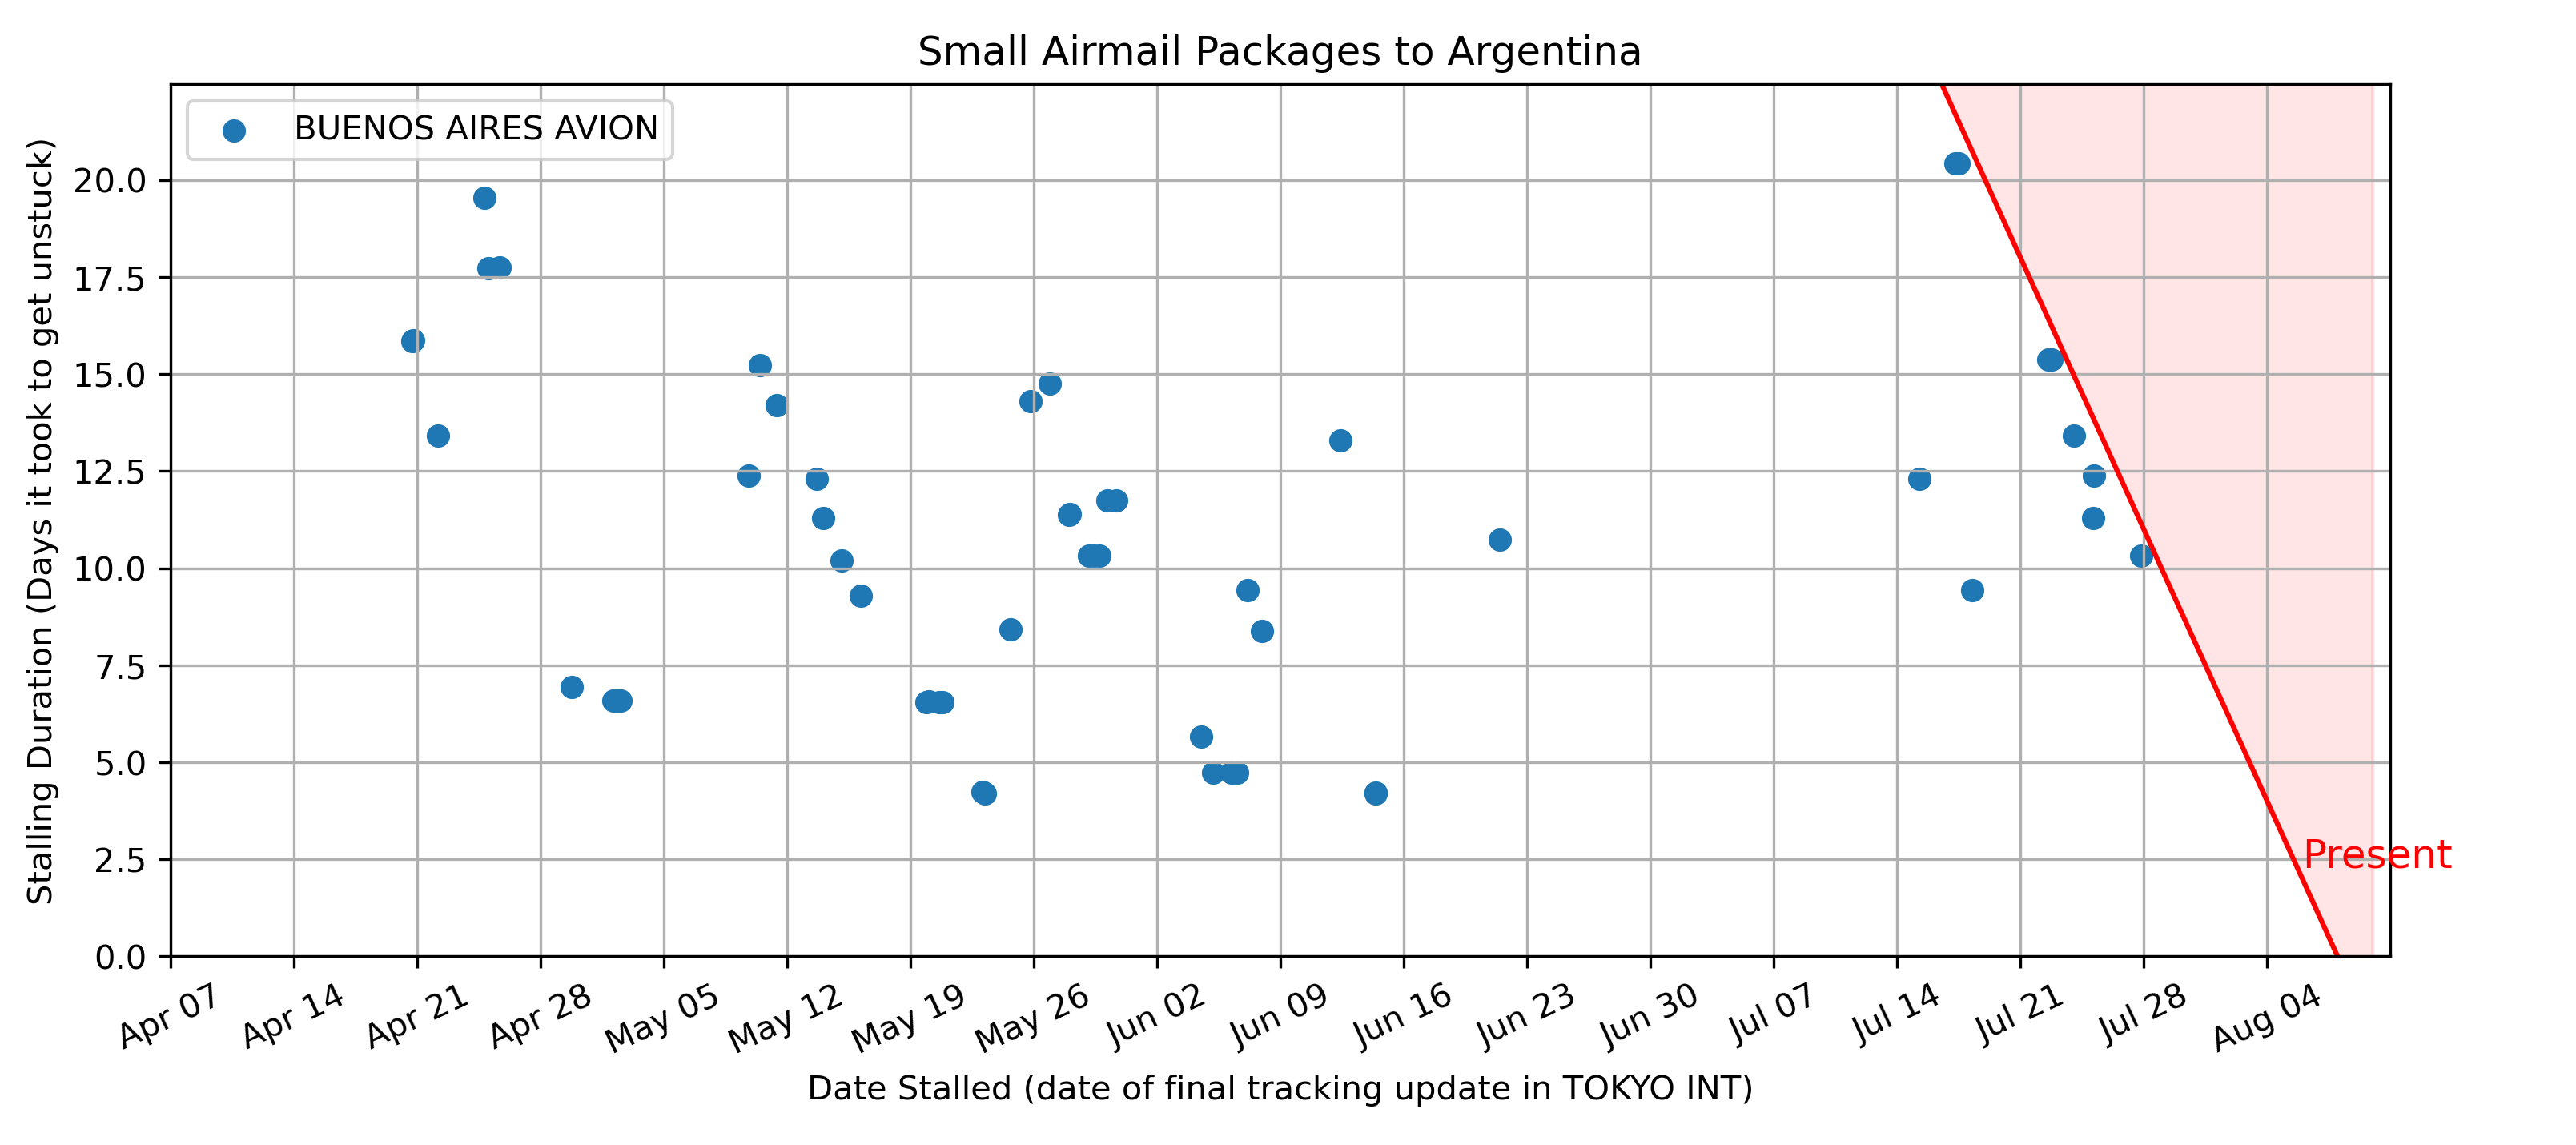 Small Airmail Packages to Argentina
BUENOS AIRES AVION
Stalling Duration (Days it took to get unstuck)
20.0
17.5
15.0
12.5
10.0
7.5
5.0
2.5
0.0
Present
Apr 07
Apr 14
Apr 21
Apr 28
May 05
May 12
May 19
May 26
Jun 02
Jun 09
Jun 16
Jun 23
Jun 30
Jul 07
Jul 14
Jul 21
Jul 28
Aug 04
Date Stalled (date of final tracking update in TOKYO INT)